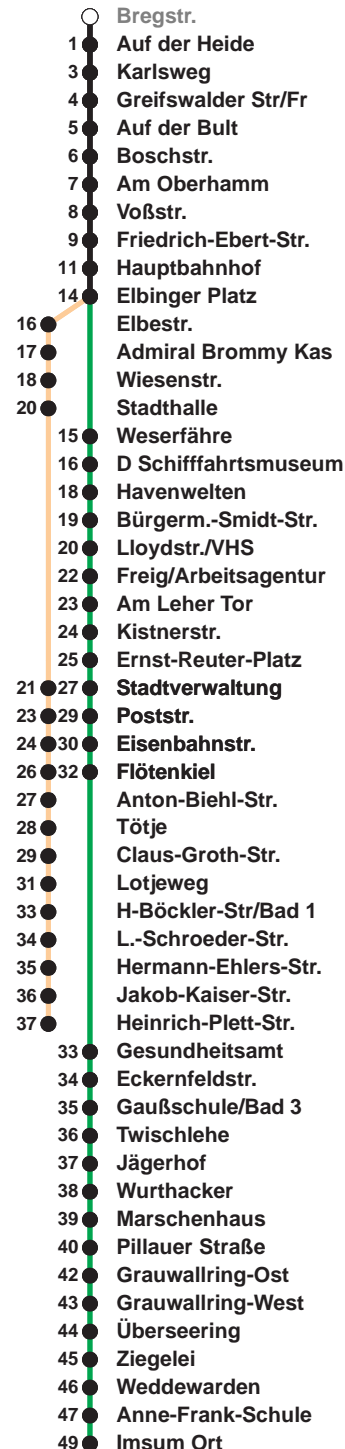 Bregstr.
1 Auf der Heide
3 Karlsweg
4 Greifswalder Str/Fr
5 Auf der Bult
6 Boschstr.
7 Am Oberhamm
8 Voßstr.
9 Friedrich-Ebert-Str.
11 Hauptbahnhof
14 Elbinger Platz
16 Elbestr.
17 Admiral Brommy Kas
18 Wiesenstr.
20 Stadthalle
15 Weserfähre
16 D Schifffahrtsmuseum
18 Havenwelten
19 Bürgerm.-Smidt-Str.
20 Lloydstr./VHS
22 Freig/Arbeitsagentur
23 Am Leher Tor
24 Kistnerstr.
25 Ernst-Reuter-Platz
21 27 Stadtverwaltung
23 29 Poststr.
24 30 Eisenbahnstr.
26 32 Flötenkiel
27 Anton-Biehl-Str.
28 Tötje
29 Claus-Groth-Str.
31 Lotjeweg
33 H-Böckler-Str/Bad 1
34 L.-Schroeder-Str.
35 Hermann-Ehlers-Str.
36 Jakob-Kaiser-Str.
37 Heinrich-Plett-Str.
33 Gesundheitsamt
34 Eckernfeldstr.
35 Gaußschule/Bad 3
36 Twischlehe
37 Jägerhof
38 Wurthacker
39 Marschenhaus
40 Pillauer Straße
42 Grauwallring-Ost
43 Grauwallring-West
44 Überseering
45 Ziegelei
46 Weddewarden
47 Anne-Frank-Schule
49 Imsum Ort